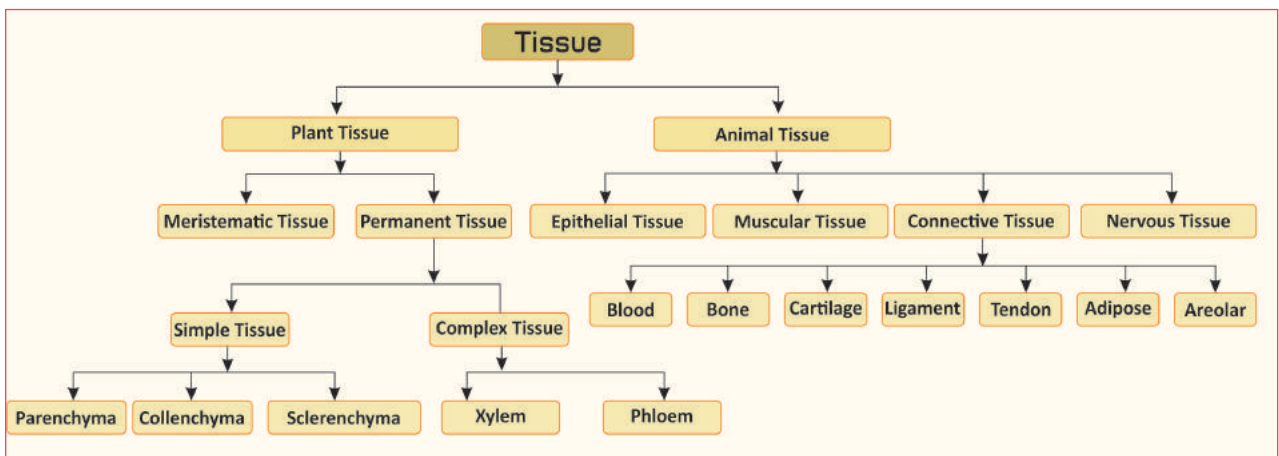 Tissue
Plant Tissue
Animal Tissue
Meristematic Tissue
Permanent Tissue
Epithelial Tissue
Muscular Tissue
Connective Tissue
Nervous Tissue
Blood
Bone
Cartilage
Ligament
Tendon
Adipose
Areolar
Simple Tissue
Complex Tissue
Parenchyma
Collenchyma
Sclerenchyma
Xylem
Phloem